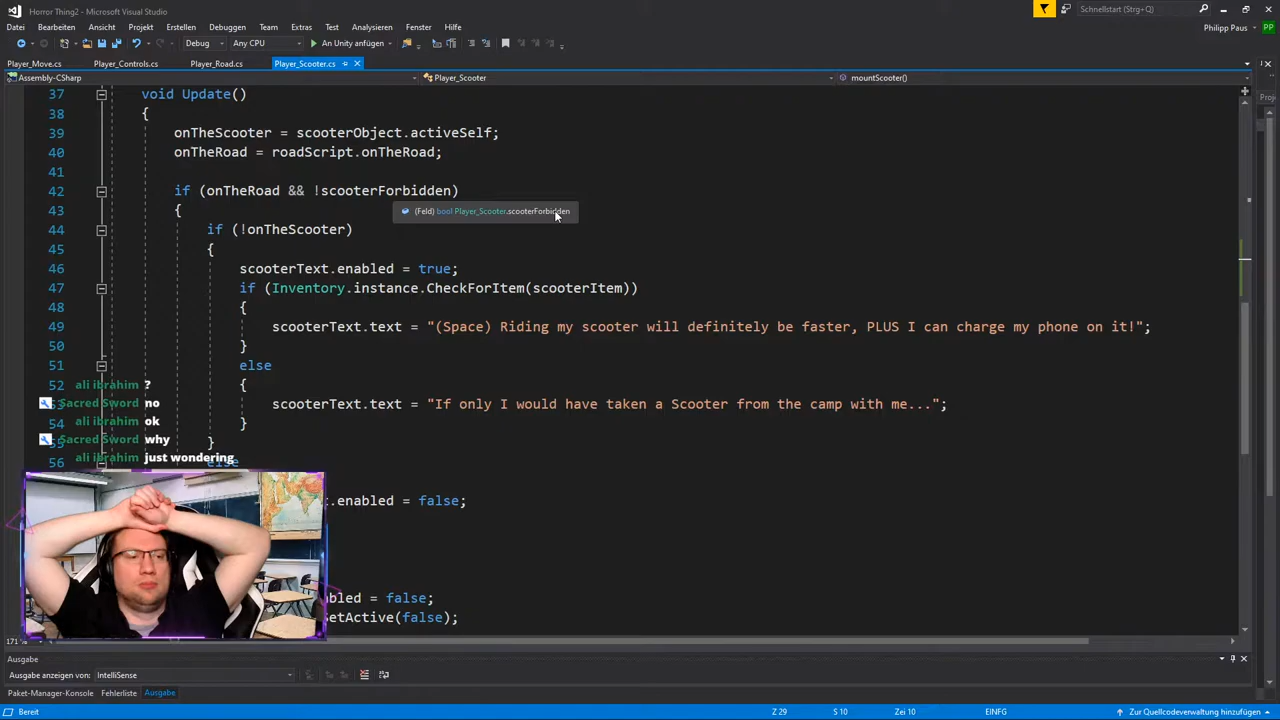 Horror Thing2 - Microsoft Visual Studio
Schnellstart (Strg+Q)
Datei Bearbeiten Ansicht Projekt Erstellen Debuggen Team Extras Test Analysieren Fenster Hilfe
Philipp Paus PP
Debug Any CPU An Unity anfügen
Player_Move.cs Player_Controls.cs Player_Road.cs Player_Scooter.cs
Assembly-CSharp Player_Scooter mountScooter()
Proj
37 void Update()
38 {
39 onTheScooter = scooterObject.activeSelf;
40 onTheRoad = roadScript.onTheRoad;
41
42 if (onTheRoad && !scooterForbidden)
(Feld) bool Player_Scooter.scooterForbidden
43 {
44 if (!onTheScooter)
45 {
46 scooterText.enabled = true;
47 if (Inventory.instance.CheckForItem(scooterItem))
48 {
49 scooterText.text = "(Space) Riding my scooter will definitely be faster, PLUS I can charge my phone on it!";
50 }
51 else
52 {
ali ibrahim ?
53 scooterText.text = "If only I would have taken a Scooter from the camp with me...";
Sacred Sword no
54 }
ali ibrahim ok
55 }
Sacred Sword why
56 else
ali ibrahim just wondering
.enabled = false;
abled = false;
etActive(false);
171 %
Ausgabe
Ausgabe anzeigen von: IntelliSense
Paket-Manager-Konsole Fehlerliste Ausgabe
Bereit Z 29 S 10 Zei 10 EINFG Zur Quellcodeverwaltung hinzufügen